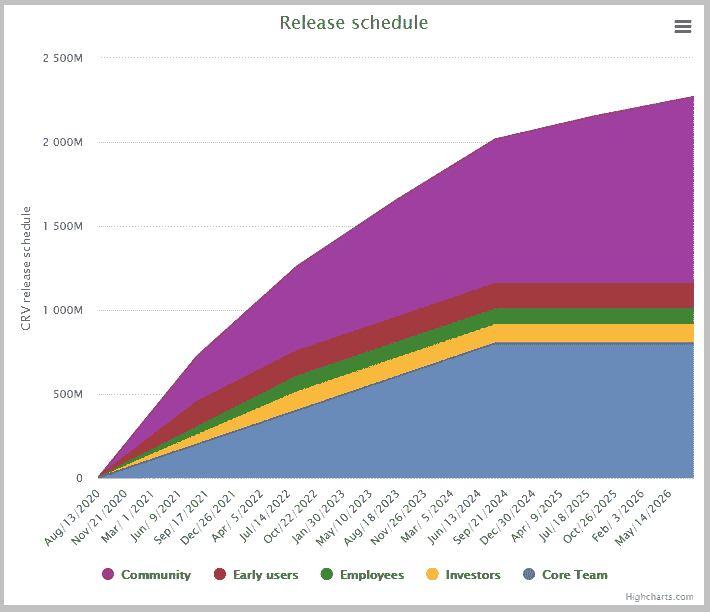 Release schedule
2 500M
2 000M
1 500M
1 000M
500M
0
CRV release schedule
Aug/13/2020
Nov/21/2020
Mar/ 1/2021
Jun/ 9/2021
Sep/17/2021
Dec/26/2021
Apr/ 5/2022
Jul/14/2022
Oct/22/2022
Jan/30/2023
May/10/2023
Aug/18/2023
Nov/26/2023
Mar/ 5/2024
Jun/13/2024
Sep/21/2024
Dec/30/2024
Apr/ 9/2025
Jul/18/2025
Oct/26/2025
Feb/ 3/2026
May/14/2026
Community Early users Employees Investors Core Team
Highcharts.com